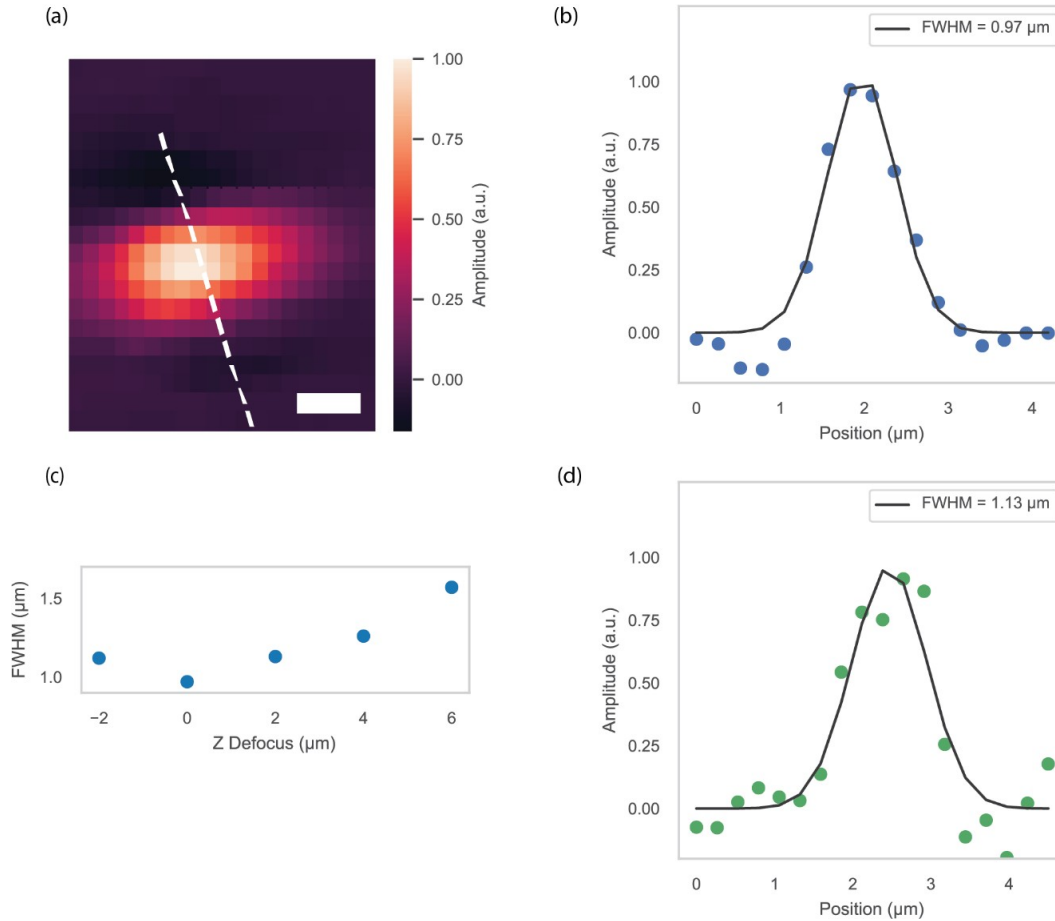 (a)
1.00
0.75
0.50
0.25
0.00
Amplitude (a.u.)
(b)
FWHM = 0.97 µm
1.00
0.75
0.50
0.25
0.00
Amplitude (a.u.)
0 1 2 3 4
Position (µm)
(c)
1.5
1.0
FWHM (µm)
−2 0 2 4 6
Z Defocus (µm)
(d)
FWHM = 1.13 µm
1.00
0.75
0.50
0.25
0.00
Amplitude (a.u.)
0 1 2 3 4
Position (µm)